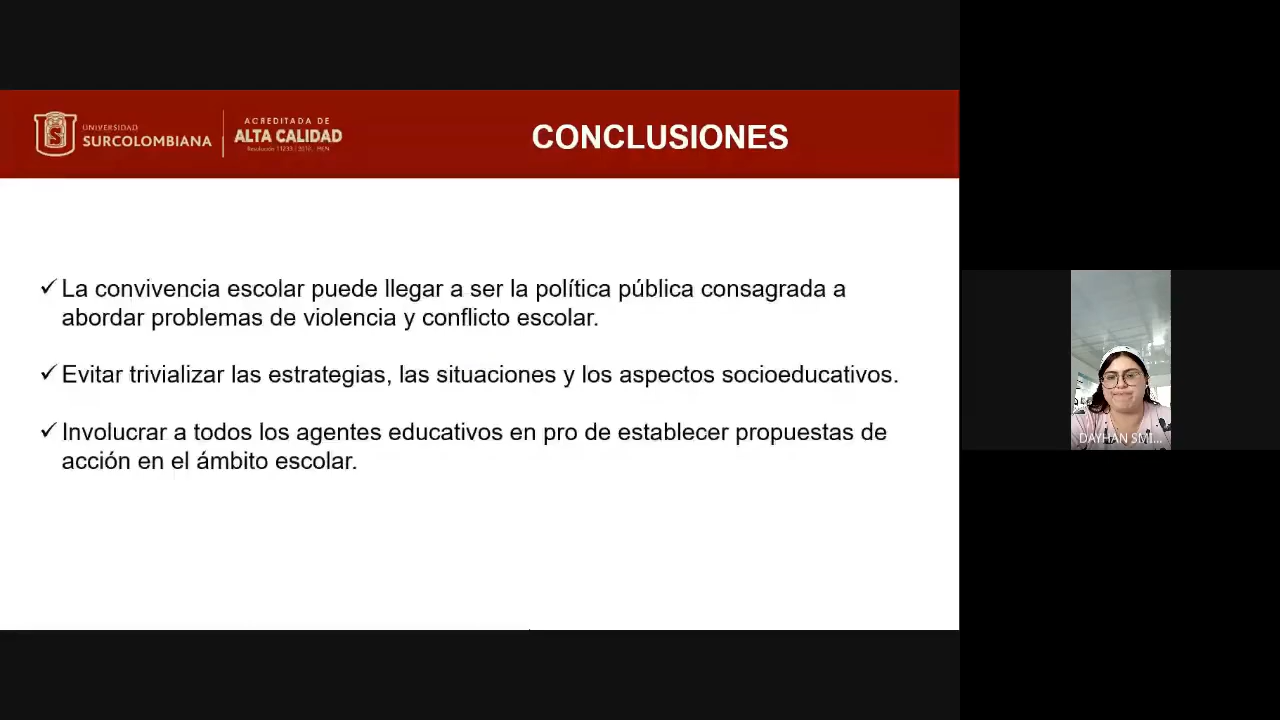 UNIVERSIDAD
SURCOLOMBIANA
ACREDITADA DE
ALTA CALIDAD
CONCLUSIONES
✓ La convivencia escolar puede llegar a ser la política pública consagrada a
abordar problemas de violencia y conflicto escolar.
✓ Evitar trivializar las estrategias, las situaciones y los aspectos socioeducativos.
✓ Involucrar a todos los agentes educativos en pro de establecer propuestas de
acción en el ámbito escolar.
DAYHAN SMI...